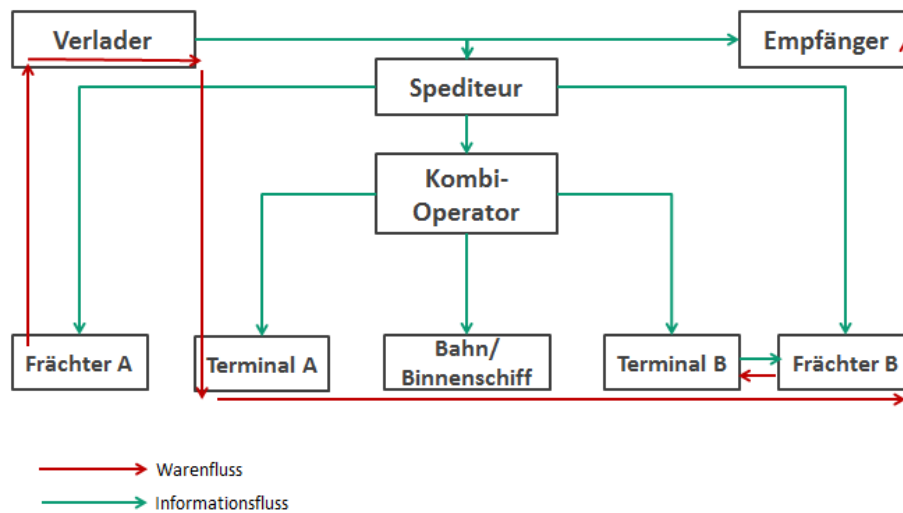 Verlader
Empfänger
Spediteur
Kombi-
Operator
Frächter A
Terminal A
Bahn/
Binnenschiff
Terminal B
Frächter B
Warenfluss
Informationsfluss